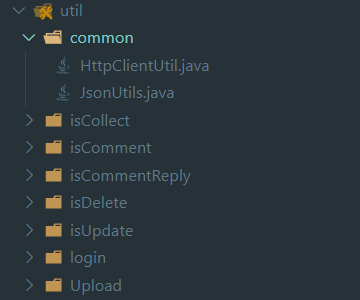 util
common
HttpClientUtil.java
JsonUtils.java
isCollect
isComment
isCommentReply
isDelete
isUpdate
login
Upload